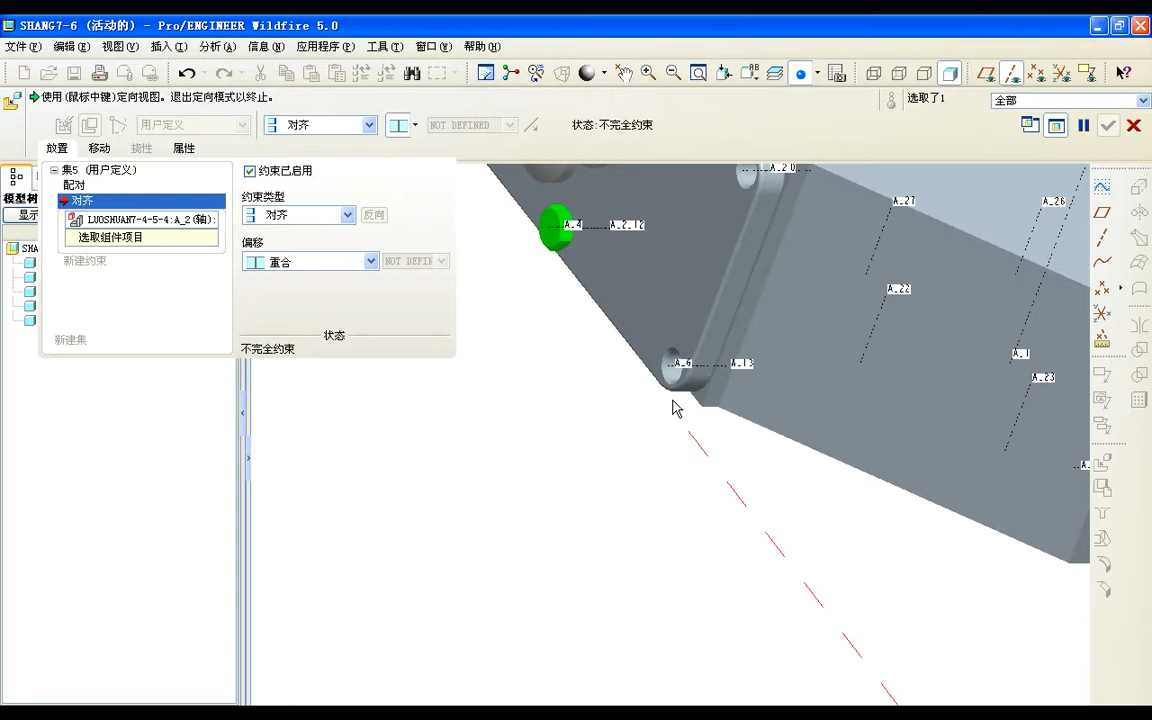 SHANG7-6 (活动的) - Pro/ENGINEER Wildfire 5.0
文件(F) 编辑(E) 视图(V) 插入(I) 分析(A) 信息(N) 应用程序(P) 工具(T) 窗口(W) 帮助(H)
使用(鼠标中键)定向视图。退出定向模式以终止。
选取了1
全部
用户定义
对齐
NOT DEFINED
状态:不完全约束
放置 移动 挠性 属性
集5 (用户定义)
配对
对齐
LUOSHUAN7-4-5-4:A_2(轴):
选取组件项目
新建约束
新建集
约束已启用
约束类型
对齐
反向
偏移
重合
NOT DEFIN
状态
不完全约束
模型树
显示
SHA
A_20
A_4
A_2_12
A_27
A_26
A_22
A_6
A_13
A_1
A_23